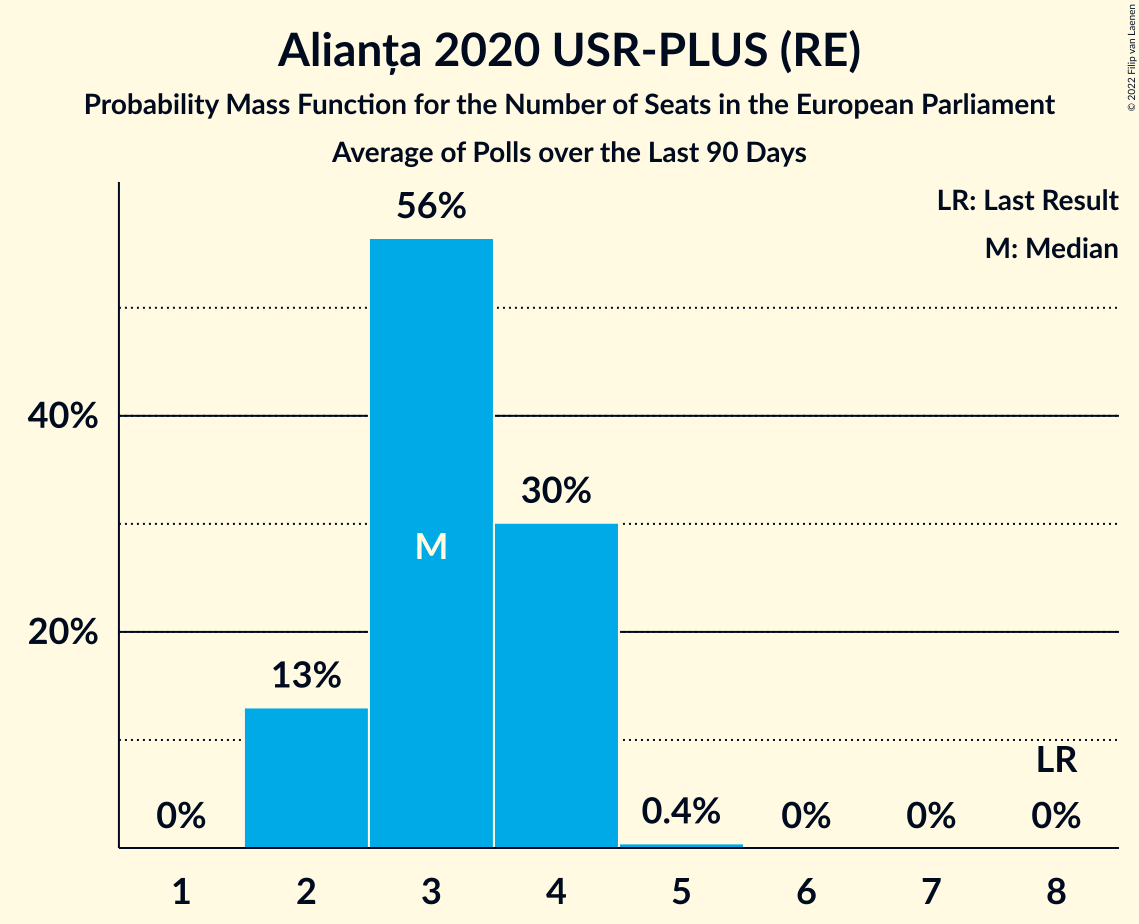 Alianța 2020 USR-PLUS (RE)
Probability Mass Function for the Number of Seats in the European Parliament
Average of Polls over the Last 90 Days
© 2022 Filip van Laenen
LR: Last Result
M: Median
56%
40%
30%
M
20%
13%
LR
0%
0.4%
0%
0%
0%
1 2 3 4 5 6 7 8